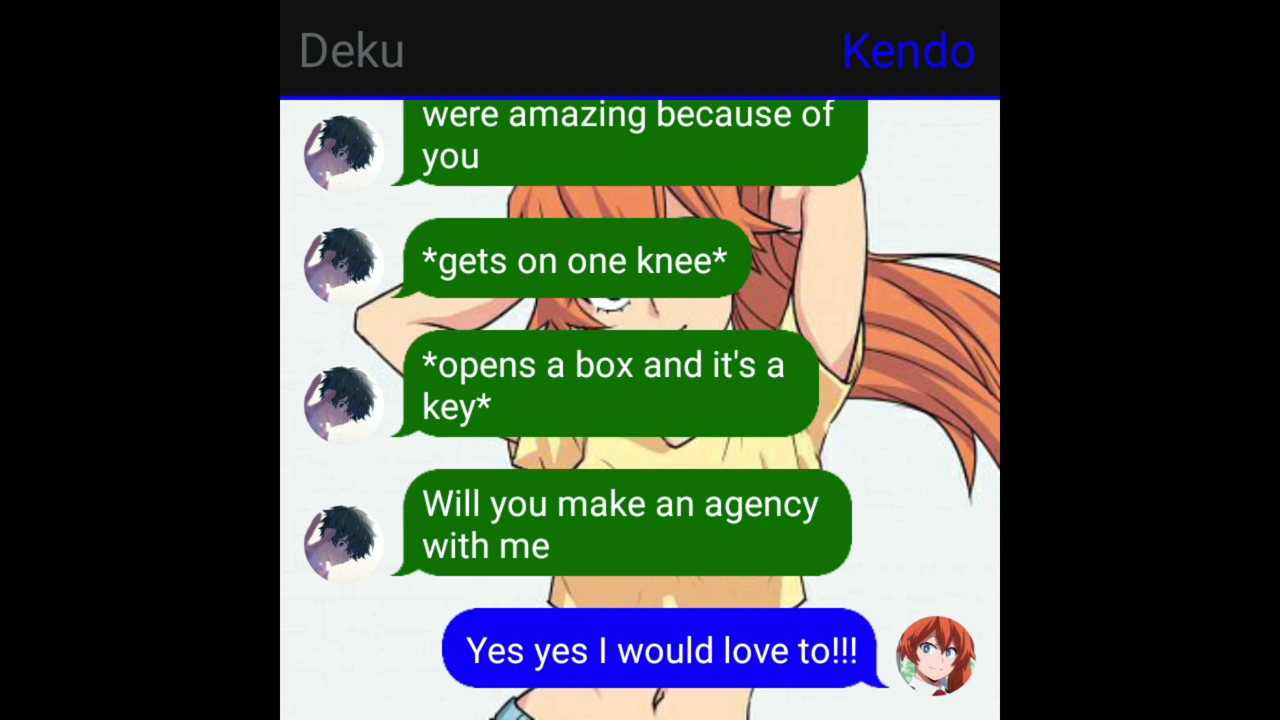 Deku
Kendo
were amazing because of
you
*gets on one knee*
*opens a box and it's a
key*
Will you make an agency
with me
Yes yes I would love to!!!